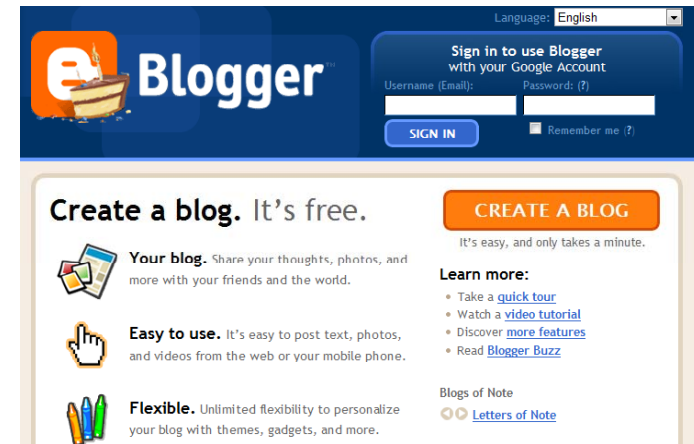 Language: English
Blogger™
Sign in to use Blogger
with your Google Account
Username (Email):
Password: (?)
SIGN IN
Remember me (?)
Create a blog. It's free.
Your blog. Share your thoughts, photos, and
more with your friends and the world.
Easy to use. It's easy to post text, photos,
and videos from the web or your mobile phone.
Flexible. Unlimited flexibility to personalize
your blog with themes, gadgets, and more.
CREATE A BLOG
It's easy, and only takes a minute.
Learn more:
Take a quick tour
Watch a video tutorial
Discover more features
Read Blogger Buzz
Blogs of Note
Letters of Note